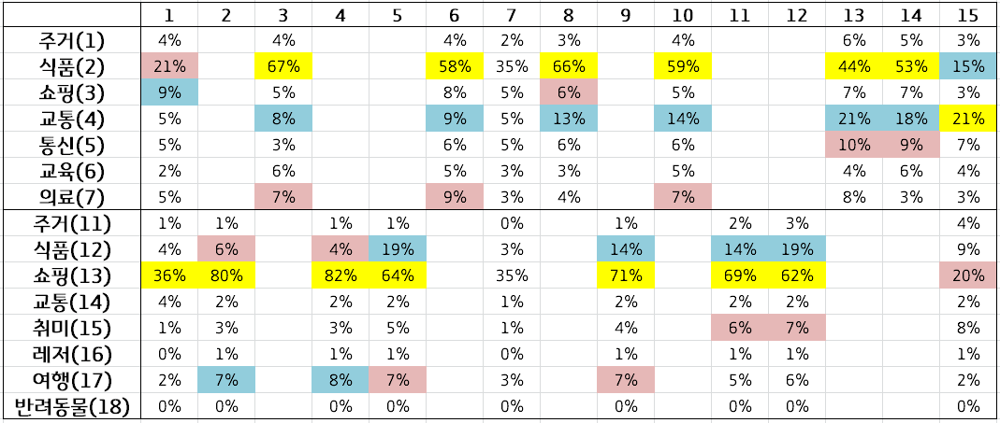 1 2 3 4 5 6 7 8 9 10 11 12 13 14 15
주거(1) 4% 4% 4% 2% 3% 4% 6% 5% 3%
식품(2) 21% 67% 58% 35% 66% 59% 44% 53% 15%
쇼핑(3) 9% 5% 8% 5% 6% 5% 7% 7% 3%
교통(4) 5% 8% 9% 5% 13% 14% 21% 18% 21%
통신(5) 5% 3% 6% 5% 6% 6% 10% 9% 7%
교육(6) 2% 6% 5% 3% 3% 5% 4% 6% 4%
의료(7) 5% 7% 9% 3% 4% 7% 8% 3% 3%
주거(11) 1% 1% 1% 1% 0% 1% 2% 3% 4%
식품(12) 4% 6% 4% 19% 3% 14% 14% 19% 9%
쇼핑(13) 36% 80% 82% 64% 35% 71% 69% 62% 20%
교통(14) 4% 2% 2% 2% 1% 2% 2% 2% 2%
취미(15) 1% 3% 3% 5% 1% 4% 6% 7% 8%
레저(16) 0% 1% 1% 1% 0% 1% 1% 1% 1%
여행(17) 2% 7% 8% 7% 3% 7% 5% 6% 2%
반려동물(18) 0% 0% 0% 0% 0% 0% 0% 0% 0%